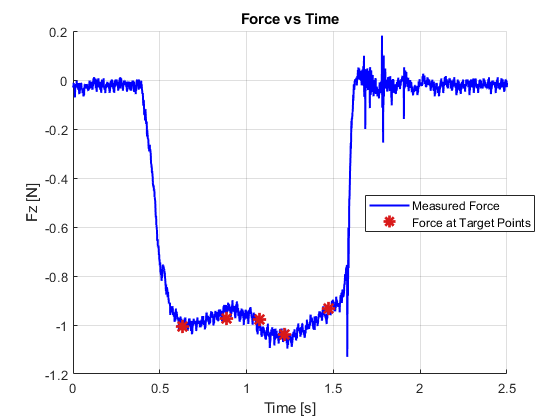 Force vs Time
0.2
0
-0.2
-0.4
-0.6
-0.8
-1
-1.2
Fz [N]
Measured Force
Force at Target Points
0 0.5 1 1.5 2 2.5
Time [s]